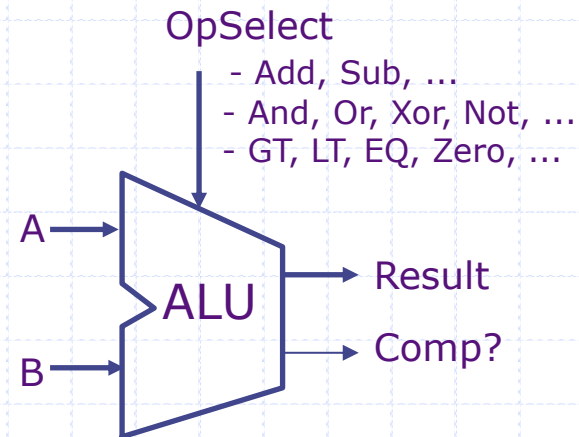 OpSelect
- Add, Sub, ...
- And, Or, Xor, Not, ...
- GT, LT, EQ, Zero, ...
A
ALU
Result
Comp?
B